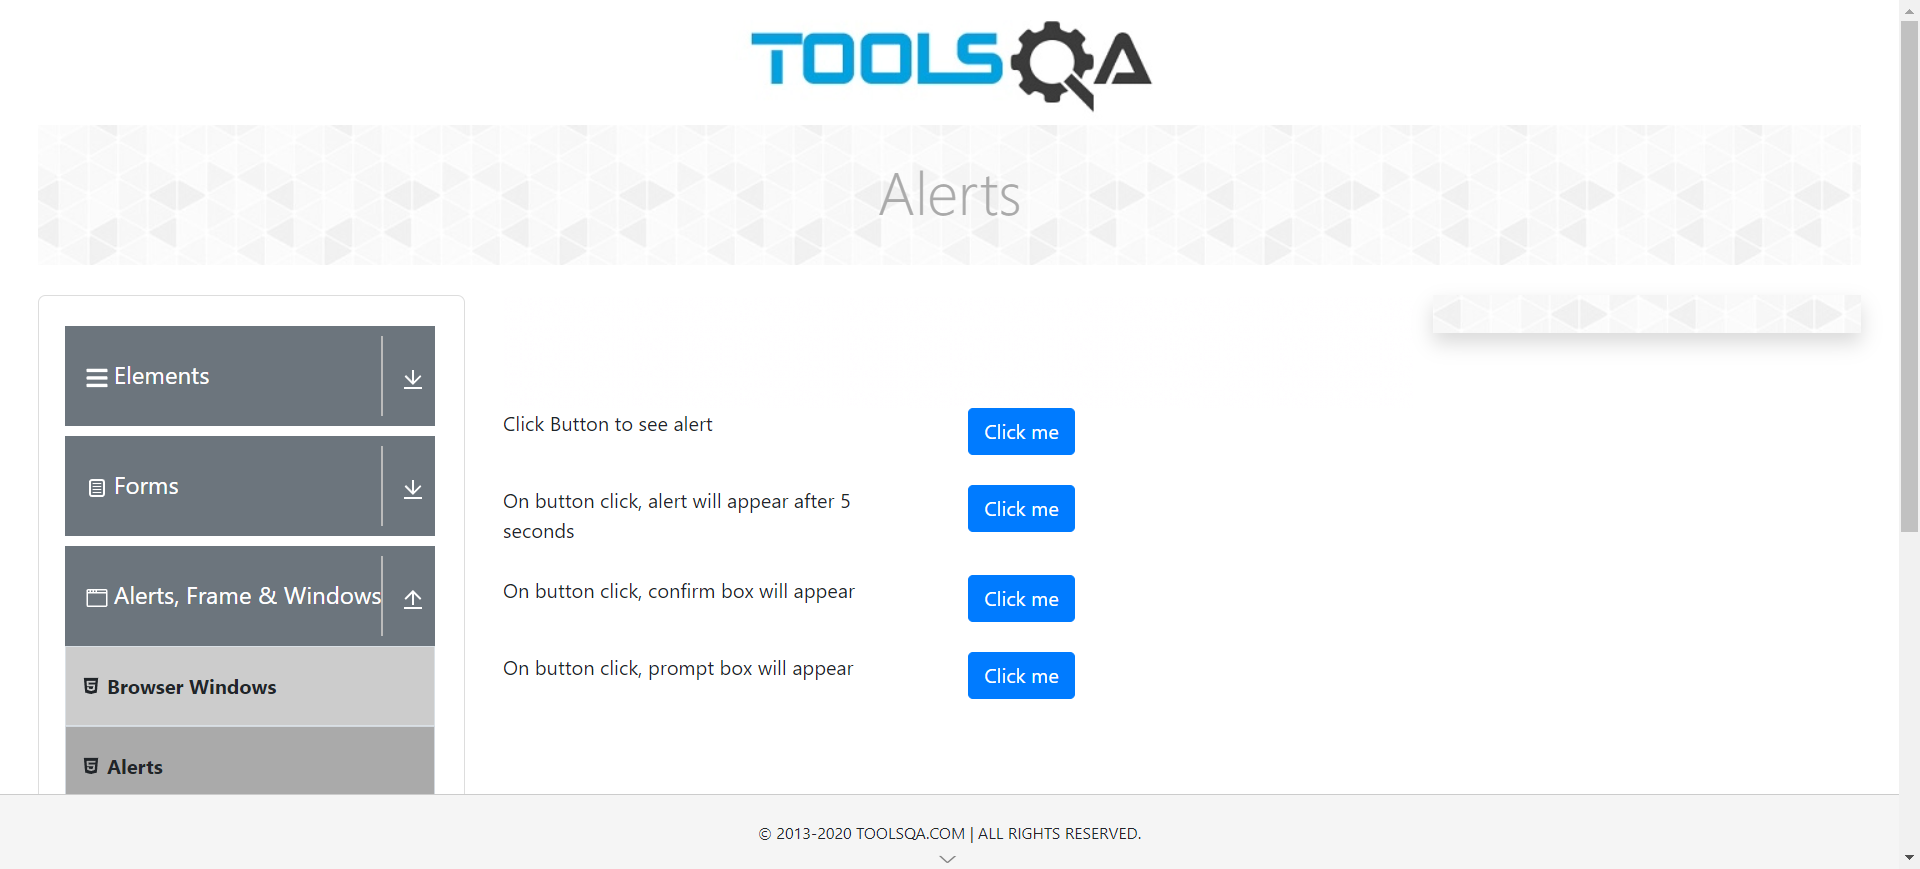 TOOLSQA
Alerts
Elements
Forms
Alerts, Frame & Windows
Browser Windows
Alerts
Click Button to see alert
Click me
On button click, alert will appear after 5
seconds
Click me
On button click, confirm box will appear
Click me
On button click, prompt box will appear
Click me
© 2013-2020 TOOLSQA.COM | ALL RIGHTS RESERVED.